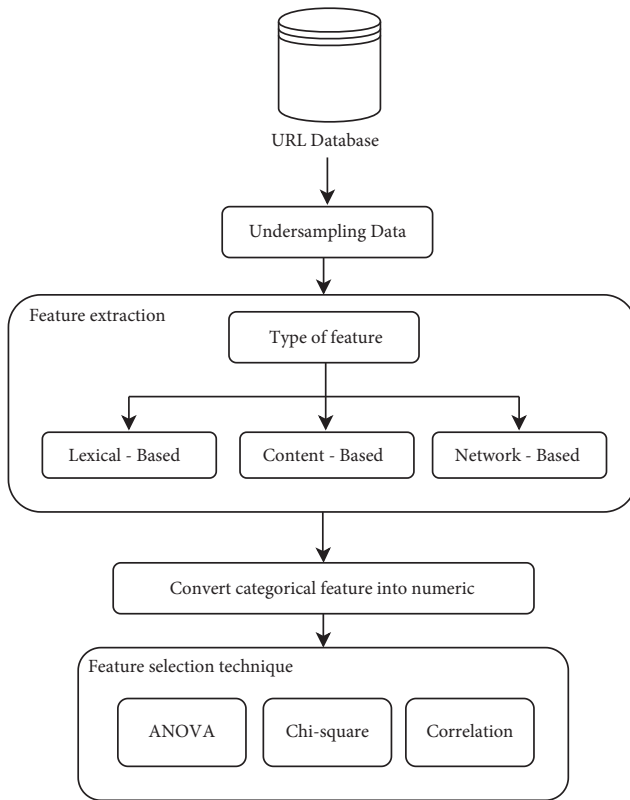 URL Database
Undersampling Data
Feature extraction
Type of feature
Lexical - Based
Content - Based
Network - Based
Convert categorical feature into numeric
Feature selection technique
ANOVA
Chi-square
Correlation